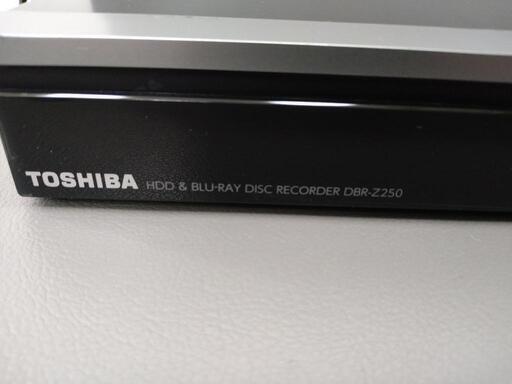 TOSHIBA HDD & BLU-RAY DISC RECORDER DBR-Z250